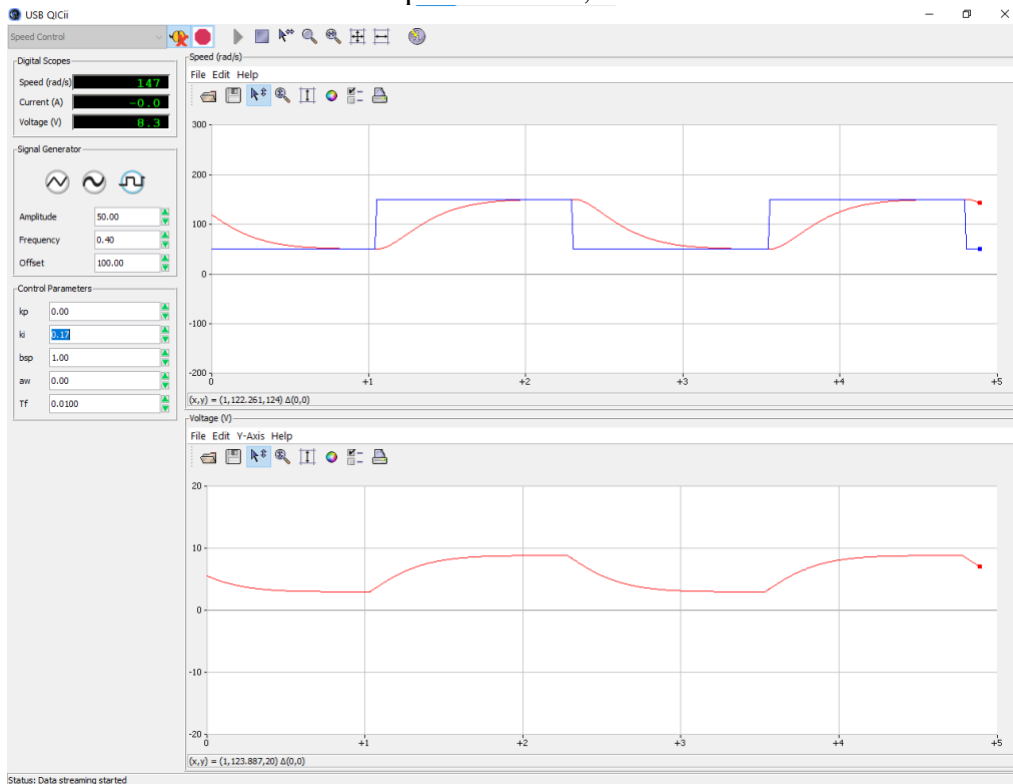 USB QICii
Speed Control
Digital Scopes
Speed (rad/s) 147
Current (A) -0.0
Voltage (V) 8.3
Signal Generator
Amplitude 50.00
Frequency 0.40
Offset 100.00
Control Parameters
kp 0.00
ki 0.17
bsp 1.00
aw 0.00
Tf 0.0100
Speed (rad/s)
File Edit Help
300
200
100
0
-100
-200
0 +1 +2 +3 +4 +5
(x,y) = (1,122.261,124) Δ(0,0)
Voltage (V)
File Edit Y-Axis Help
20
10
0
-10
-20
0 +1 +2 +3 +4 +5
(x,y) = (1,123.887,20) Δ(0,0)
Status: Data streaming started